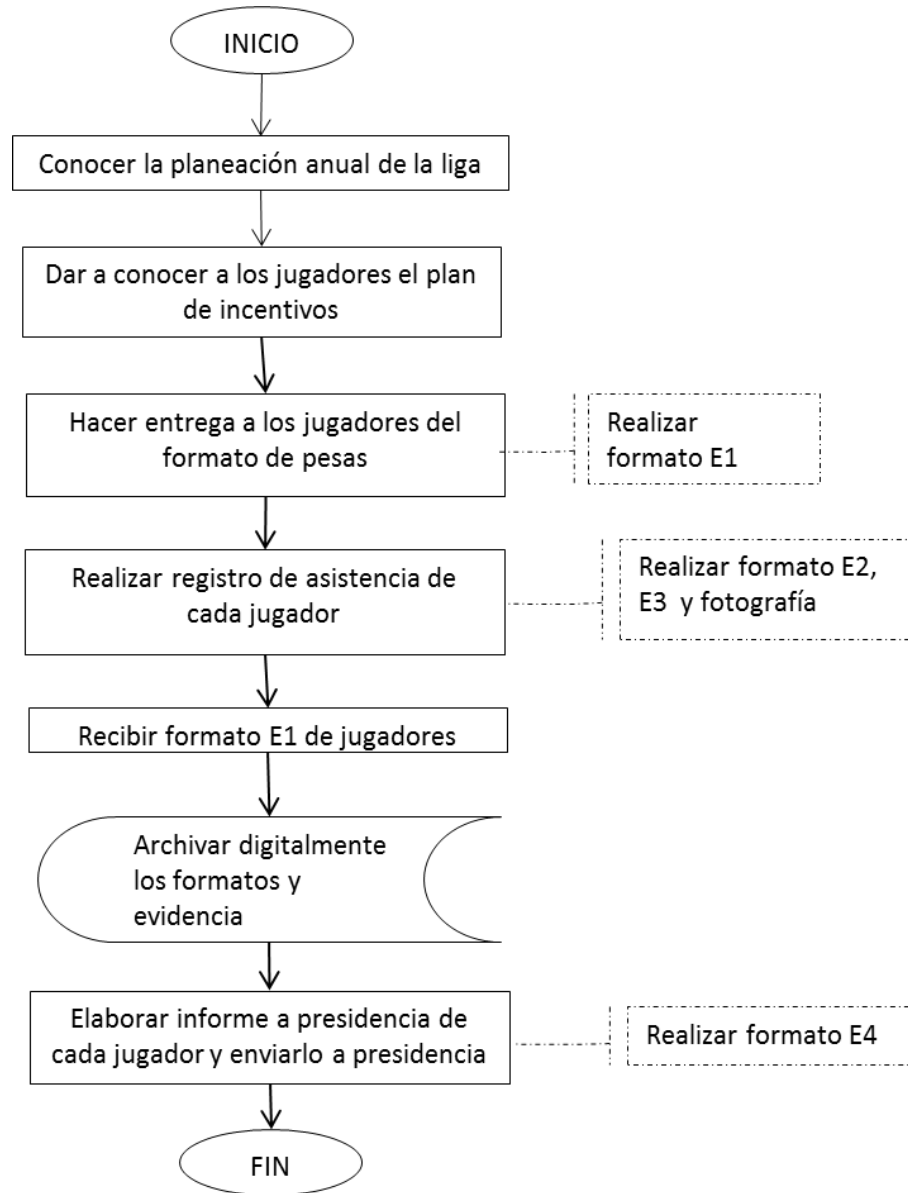 INICIO
Conocer la planeación anual de la liga
Dar a conocer a los jugadores el plan
de incentivos
Hacer entrega a los jugadores del
formato de pesas
Realizar
formato E1
Realizar registro de asistencia de
cada jugador
Realizar formato E2,
E3 y fotografía
Recibir formato E1 de jugadores
Archivar digitalmente
los formatos y
evidencia
Elaborar informe a presidencia de
cada jugador y enviarlo a presidencia
Realizar formato E4
FIN